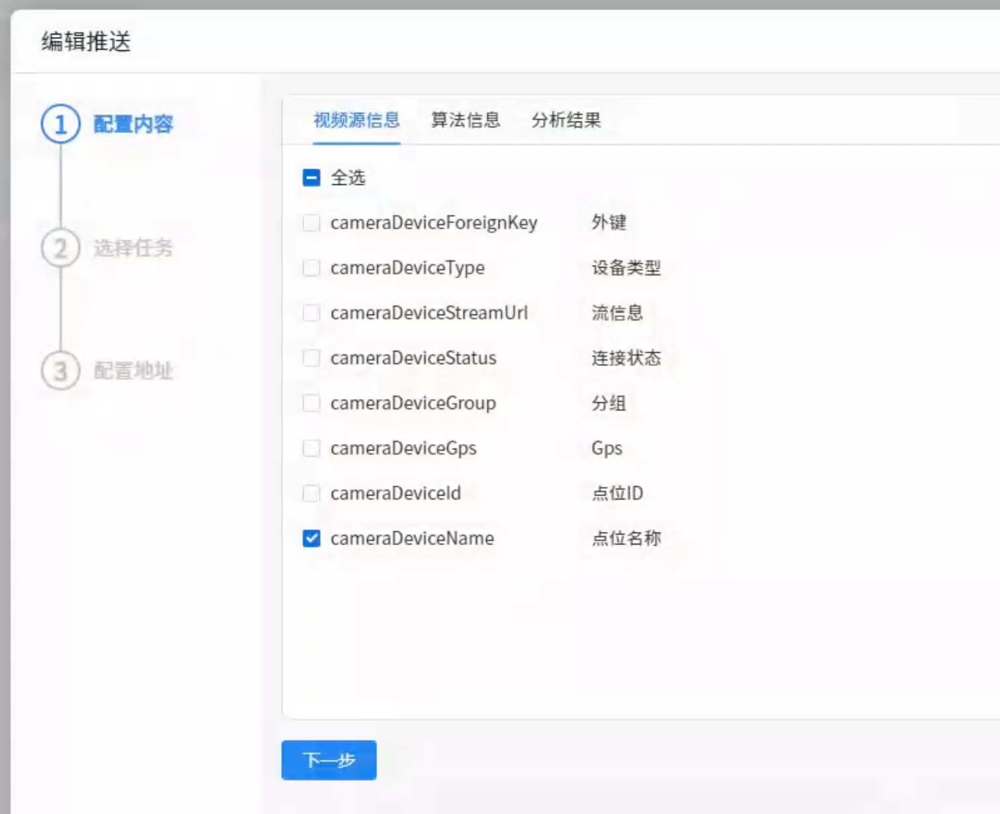 编辑推送
1 配置内容
2 选择任务
3 配置地址
视频源信息 算法信息 分析结果
全选
cameraDeviceForeignKey 外键
cameraDeviceType 设备类型
cameraDeviceStreamUrl 流信息
cameraDeviceStatus 连接状态
cameraDeviceGroup 分组
cameraDeviceGps Gps
cameraDeviceId 点位ID
cameraDeviceName 点位名称
下一步